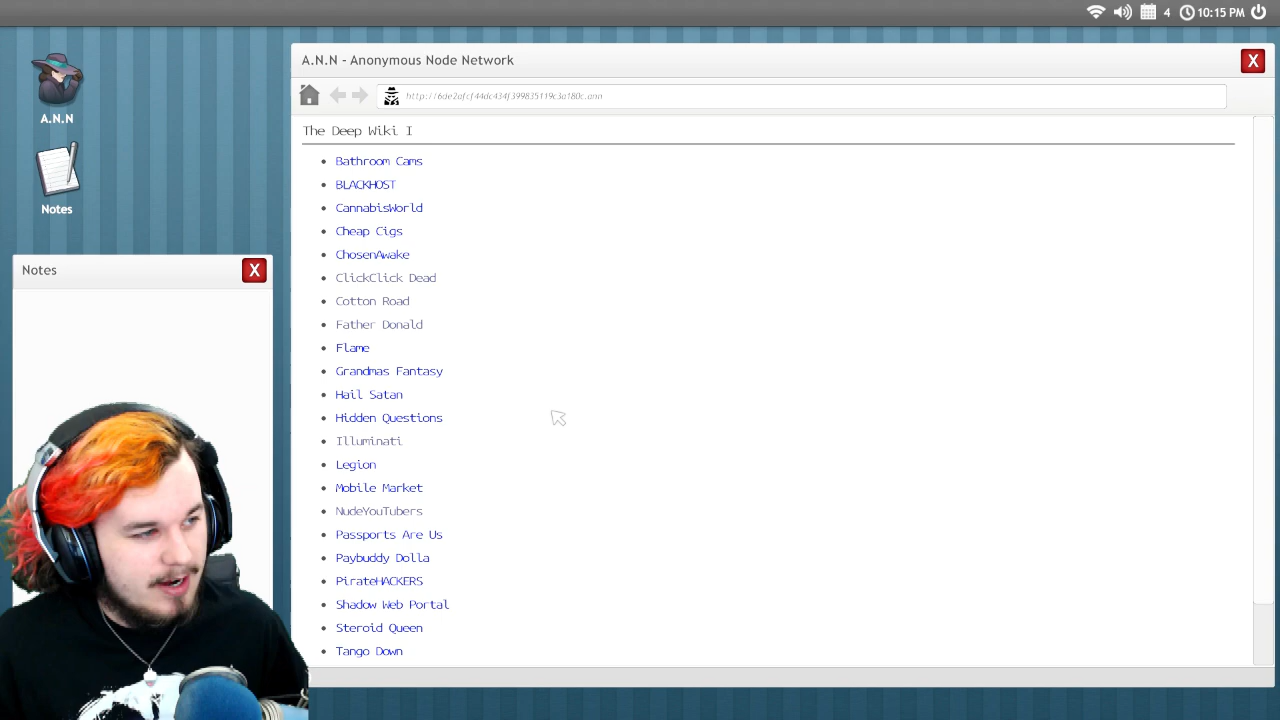 4 10:15 PM
A.N.N
Notes
A.N.N - Anonymous Node Network
X
The Deep Wiki I
Bathroom Cams
BLACKHOST
CannabisWorld
Cheap Cigs
ChosenAwake
ClickClick Dead
Cotton Road
Father Donald
Flame
Grandmas Fantasy
Hail Satan
Hidden Questions
Illuminati
Legion
Mobile Market
NudeYouTubers
Passports Are Us
Paybuddy Dolla
PirateHACKERS
Shadow Web Portal
Steroid Queen
Tango Down
Notes
X